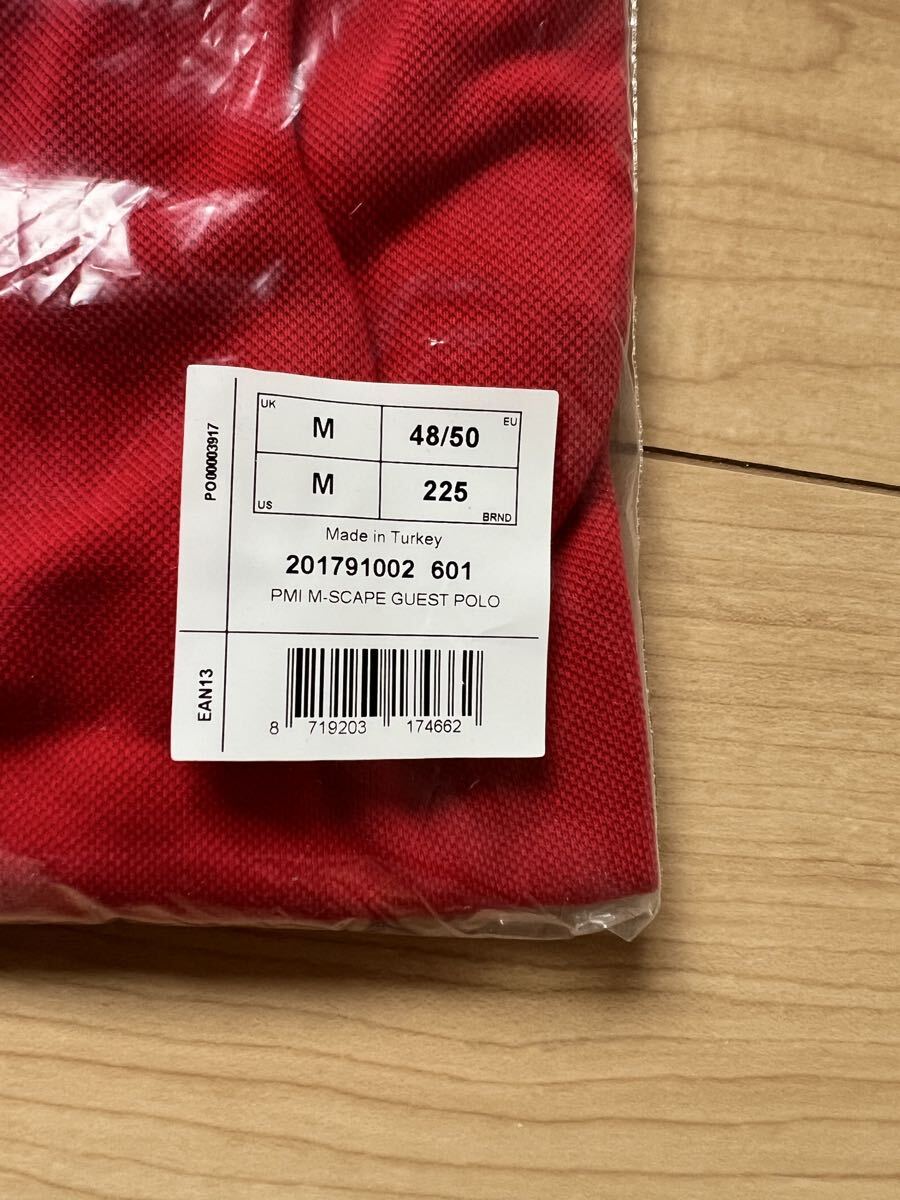 PO00003917
UK M 48/50 EU
US M 225 BRND
Made in Turkey
201791002 601
PMI M-SCAPE GUEST POLO
EAN13
8 719203 174662